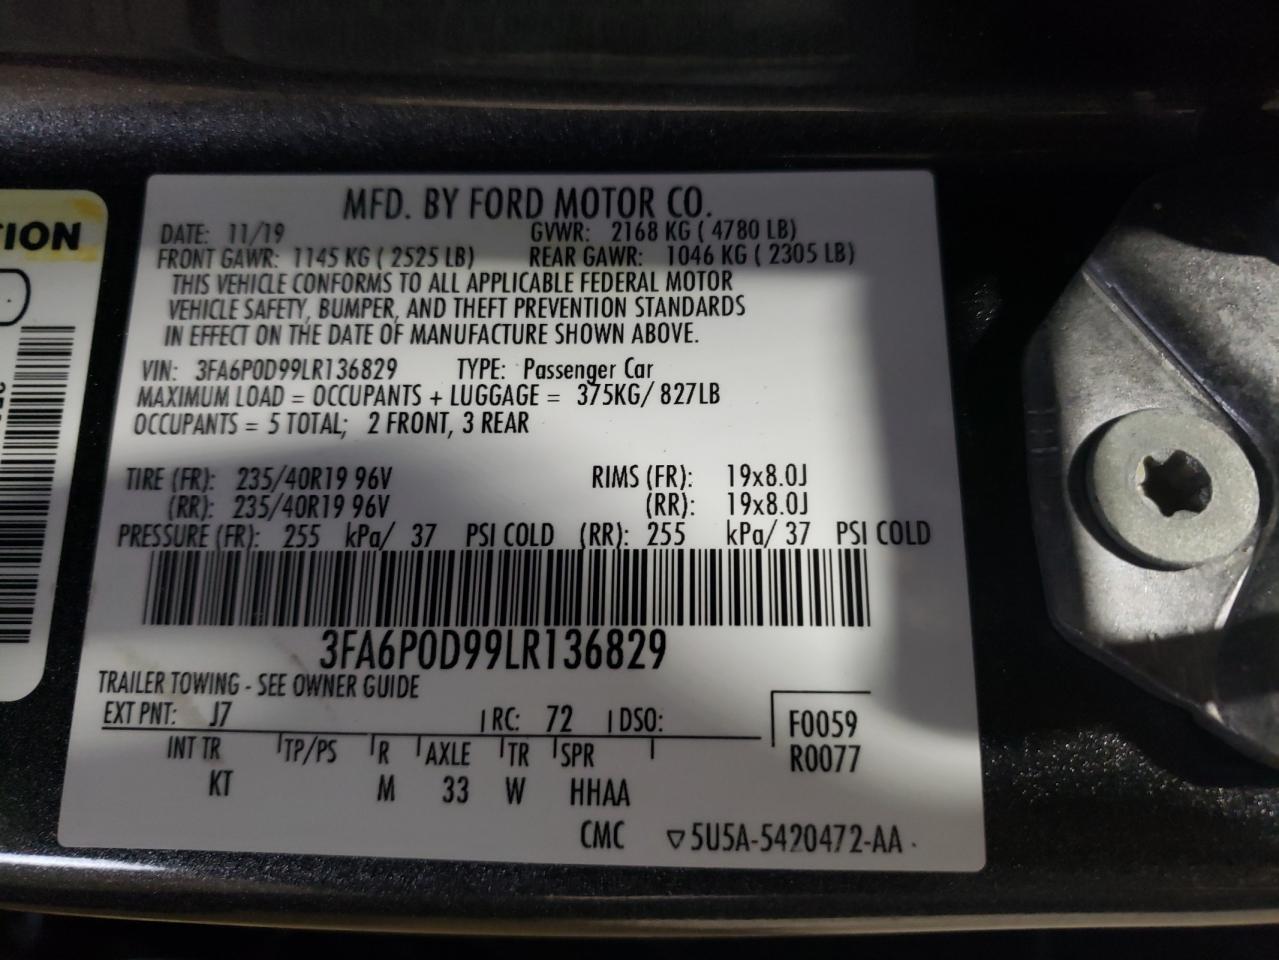 TION
MFD. BY FORD MOTOR CO.
DATE: 11/19 GVWR: 2168 KG ( 4780 LB)
FRONT GAWR: 1145 KG ( 2525 LB) REAR GAWR: 1046 KG ( 2305 LB)
THIS VEHICLE CONFORMS TO ALL APPLICABLE FEDERAL MOTOR
VEHICLE SAFETY, BUMPER, AND THEFT PREVENTION STANDARDS
IN EFFECT ON THE DATE OF MANUFACTURE SHOWN ABOVE.
VIN: 3FA6P0D99LR136829 TYPE: Passenger Car
MAXIMUM LOAD = OCCUPANTS + LUGGAGE = 375KG/ 827LB
OCCUPANTS = 5 TOTAL; 2 FRONT, 3 REAR
TIRE (FR): 235/40R19 96V RIMS (FR): 19x8.0J
(RR): 235/40R19 96V (RR): 19x8.0J
PRESSURE (FR): 255 kPa/ 37 PSI COLD (RR): 255 kPa/ 37 PSI COLD
3FA6P0D99LR136829
TRAILER TOWING - SEE OWNER GUIDE
EXT PNT: J7 RC: 72 DSO: F0059
INT TR TP/PS R AXLE TR SPR R0077
KT M 33 W HHAA
CMC ▽5U5A-5420472-AA